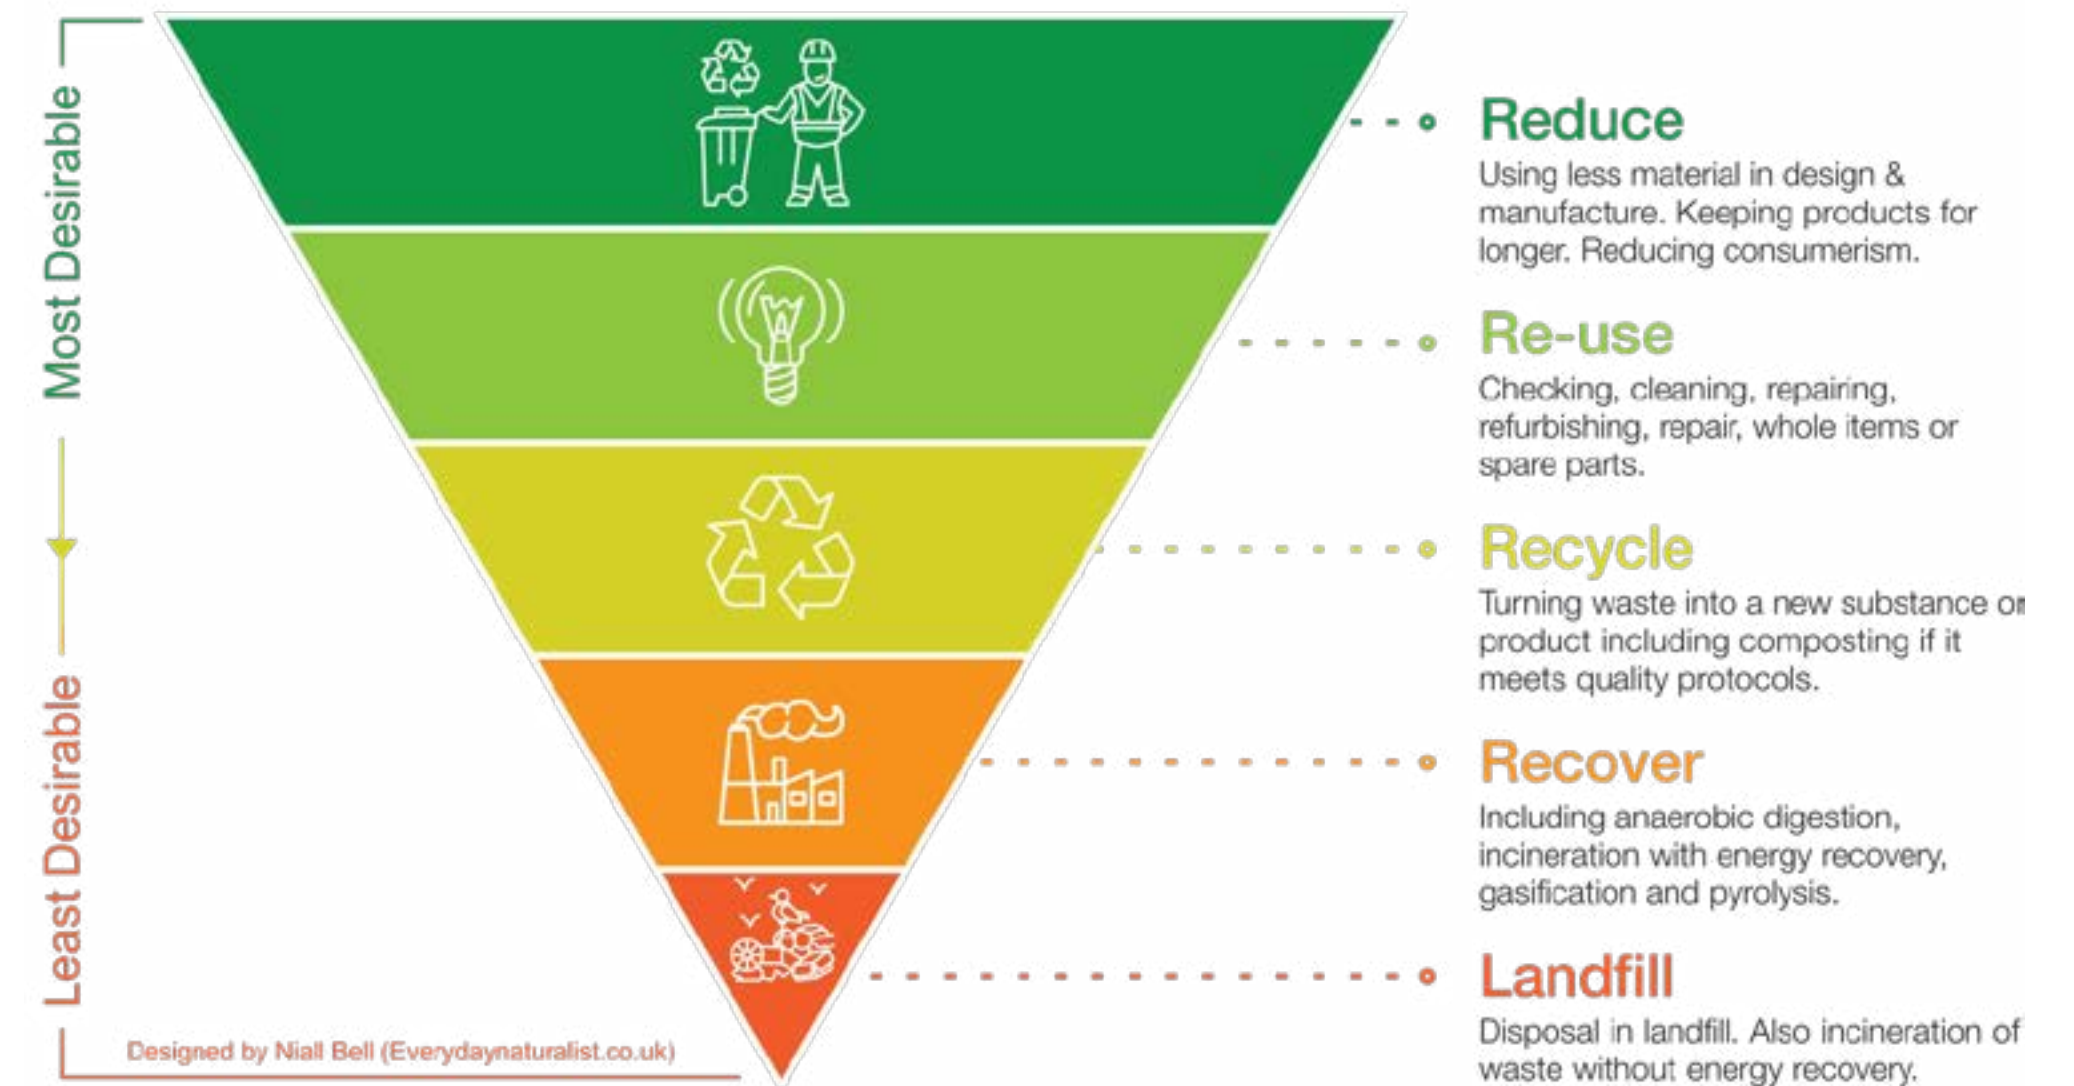 Most Desirable
Least Desirable
Reduce
Using less material in design &
manufacture. Keeping products for
longer. Reducing consumerism.
Re-use
Checking, cleaning, repairing,
refurbishing, repair, whole items or
spare parts.
Recycle
Turning waste into a new substance or
product including composting if it
meets quality protocols.
Recover
Including anaerobic digestion,
incineration with energy recovery,
gasification and pyrolysis.
Landfill
Disposal in landfill. Also incineration of
waste without energy recovery.
Designed by Niall Bell (Everydaynaturalist.co.uk)